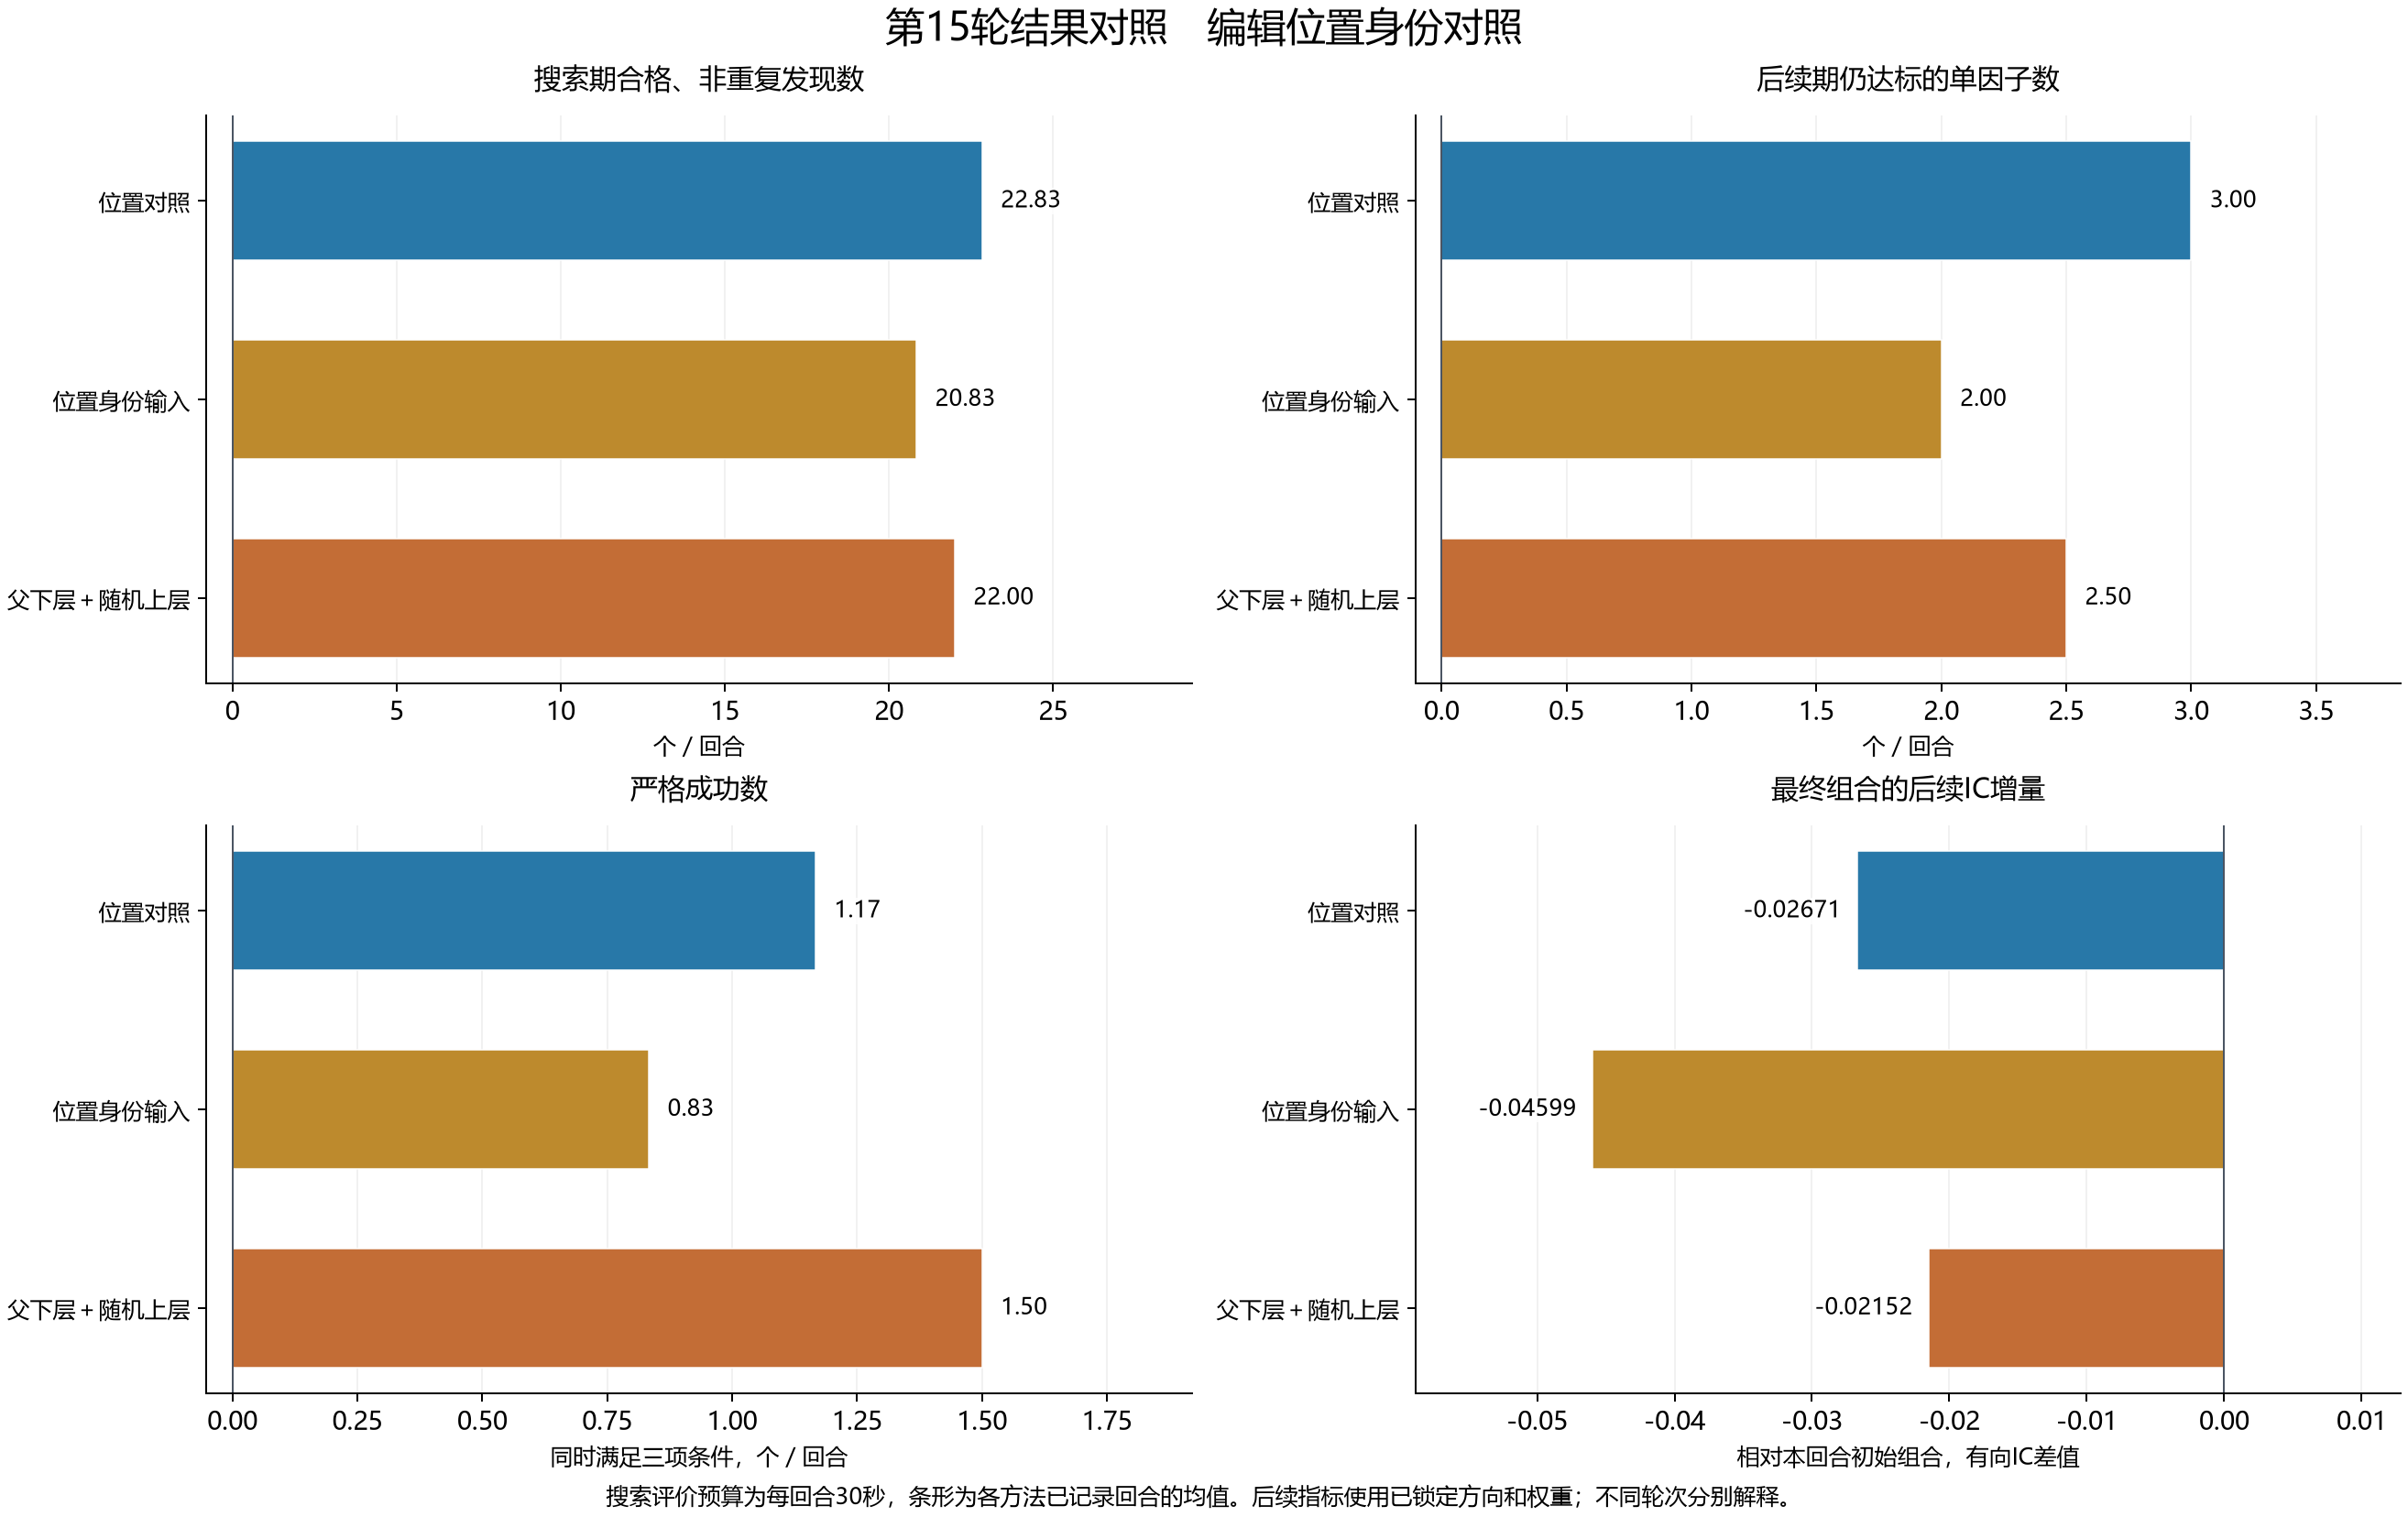 第15轮结果对照　编辑位置身份对照
搜索期合格、非重复发现数
位置对照
22.83
位置身份输入
20.83
父下层＋随机上层
22.00
0 5 10 15 20 25
个 / 回合
后续期仍达标的单因子数
位置对照
3.00
位置身份输入
2.00
父下层＋随机上层
2.50
0.0 0.5 1.0 1.5 2.0 2.5 3.0 3.5
个 / 回合
严格成功数
位置对照
1.17
位置身份输入
0.83
父下层＋随机上层
1.50
0.00 0.25 0.50 0.75 1.00 1.25 1.50 1.75
同时满足三项条件，个 / 回合
最终组合的后续IC增量
位置对照
-0.02671
位置身份输入
-0.04599
父下层＋随机上层
-0.02152
-0.05 -0.04 -0.03 -0.02 -0.01 0.00 0.01
相对本回合初始组合，有向IC差值
搜索评价预算为每回合30秒，条形为各方法已记录回合的均值。后续指标使用已锁定方向和权重；不同轮次分别解释。